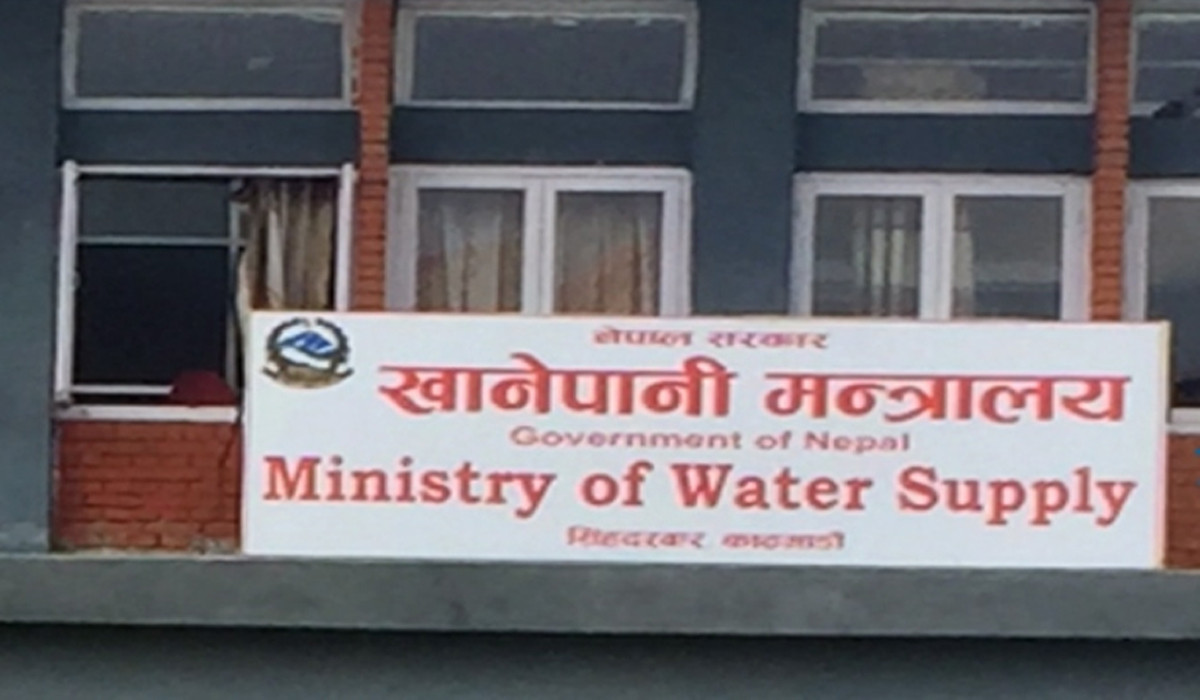 नेपाल सरकार
खानेपानी मन्त्रालय
Government of Nepal
Ministry of Water Supply
सिंहदरबार काठमाडौं